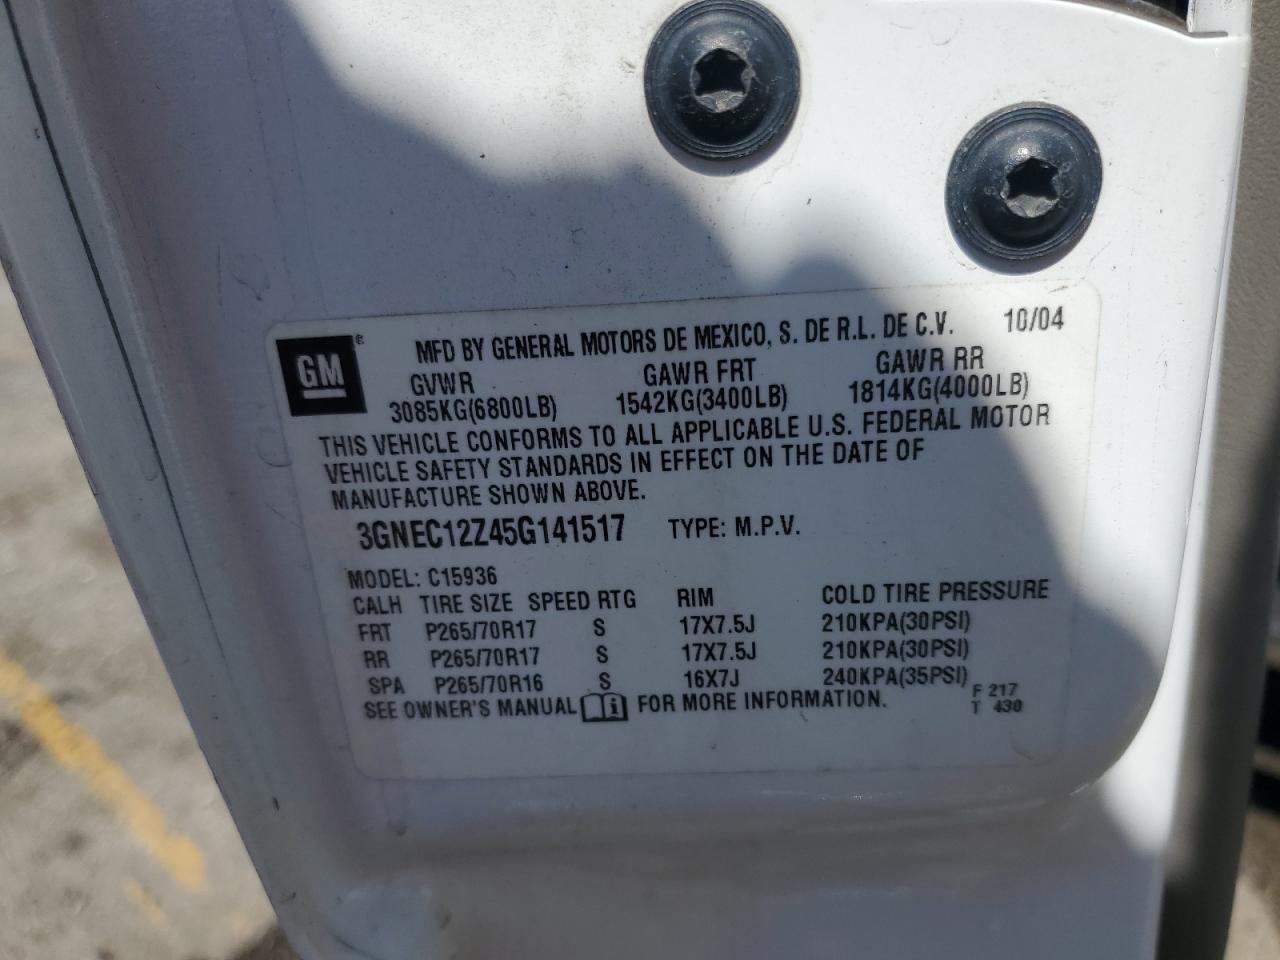 GM ® MFD BY GENERAL MOTORS DE MEXICO, S. DE R.L. DE C.V. 10/04
GVWR GAWR FRT GAWR RR
3085KG(6800LB) 1542KG(3400LB) 1814KG(4000LB)
THIS VEHICLE CONFORMS TO ALL APPLICABLE U.S. FEDERAL MOTOR
VEHICLE SAFETY STANDARDS IN EFFECT ON THE DATE OF
MANUFACTURE SHOWN ABOVE.
3GNEC12Z45G141517 TYPE: M.P.V.
MODEL: C15936
CALH TIRE SIZE SPEED RTG RIM COLD TIRE PRESSURE
FRT P265/70R17 S 17X7.5J 210KPA(30PSI)
RR P265/70R17 S 17X7.5J 210KPA(30PSI)
SPA P265/70R16 S 16X7J 240KPA(35PSI)
F 217
SEE OWNER'S MANUAL i FOR MORE INFORMATION. T 430